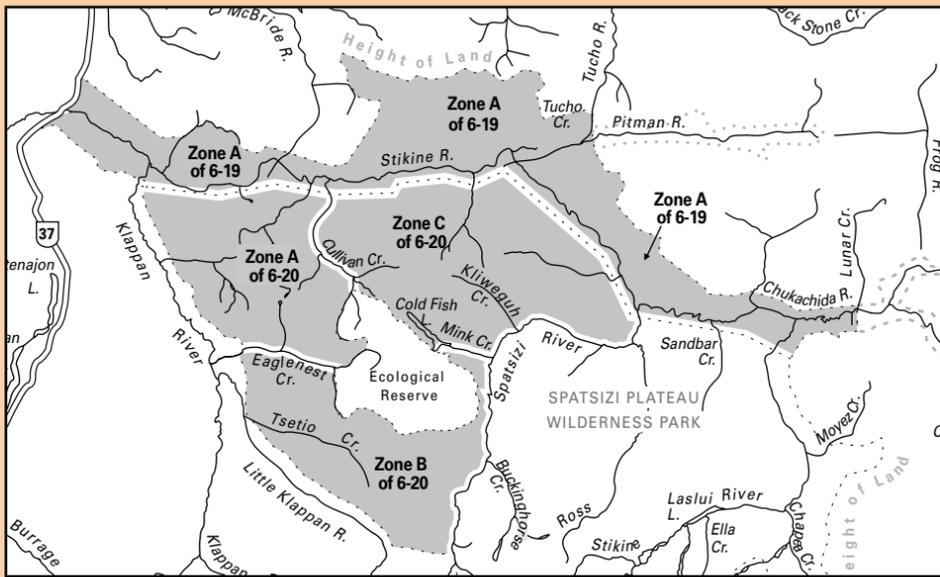 McBride R.
ack Stone Cr.
Height of Land
Tucho R.
Zone A
of 6-19
Tucho
Cr.
Pitman R.
Frog R.
Zone A
of 6-19
Stikine R.
Zone A
of 6-19
37
Klappan
Zone C
of 6-20
Cullivan Cr.
Zone A
of 6-20
Lunar Cr.
tenajon
L.
Kliweguh
Cr.
Chukachida R.
Cold Fish
L.
Mink Cr.
an
River
River
Sandbar
Cr.
Eaglenest
Cr.
Ecological
Reserve
Spatsizi
SPATSIZI PLATEAU
WILDERNESS PARK
Tsetio Cr.
Moyez Cr.
Zone B
of 6-20
Little Klappan R.
Buckinghorse
Cr.
eight of Land
Laslui River
L.
Ross
Ella
Cr.
Chapea Cr.
Burrage
Klappan
Stikine